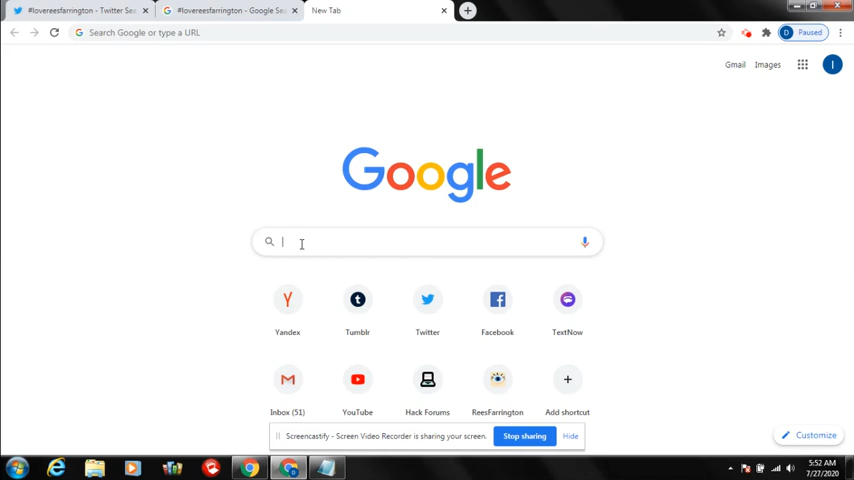 #lovereesfarrington - Twitter Sea
#lovereesfarrington - Google Sea
New Tab
Search Google or type a URL
D
Paused
Gmail
Images
I
Google
Y
Yandex
t
Tumblr
Twitter
Facebook
TextNow
Inbox (51)
YouTube
Hack Forums
ReesFarrington
Add shortcut
Screencastify - Screen Video Recorder is sharing your screen.
Stop sharing
Hide
Customize
5:52 AM
7/27/2020